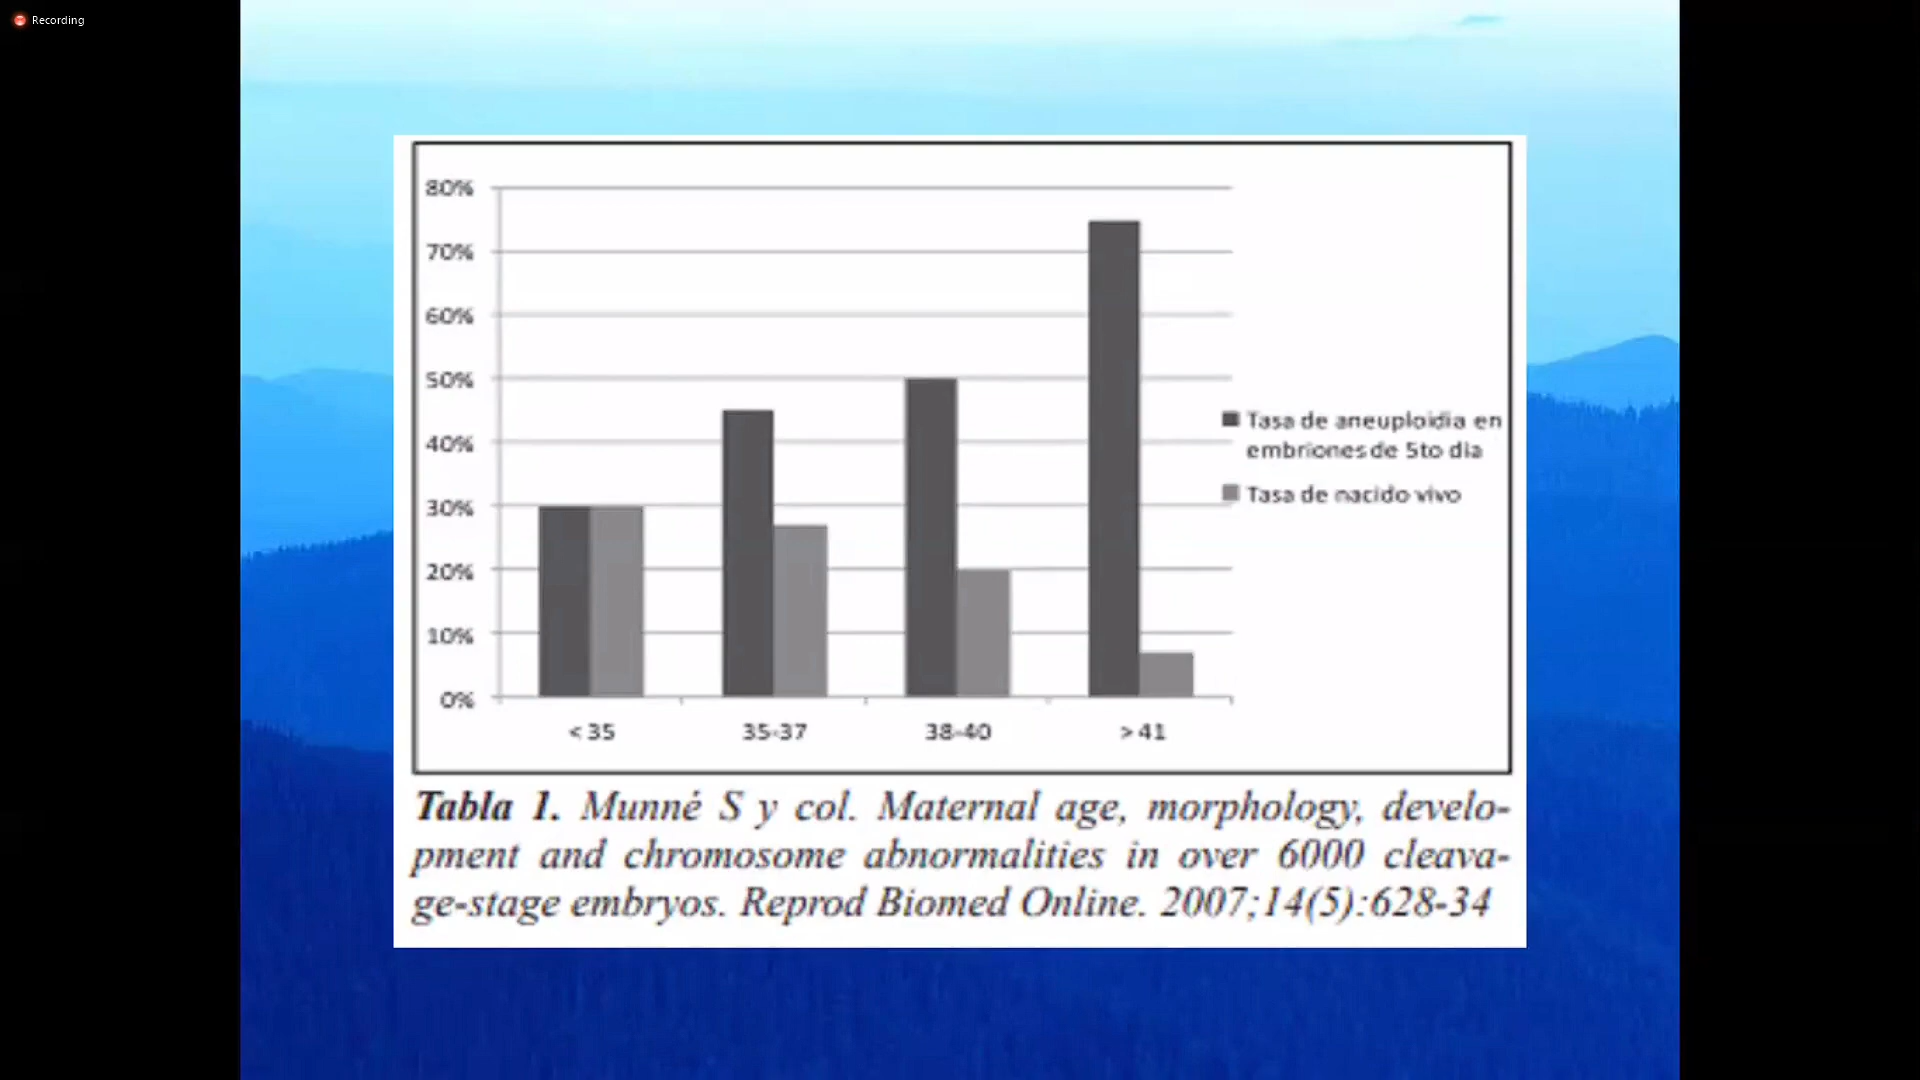 Recording
80%
70%
60%
50%
40%
30%
20%
10%
0%
< 35
35-37
38-40
> 41
Tasa de aneuploidia en
embriones de 5to dia
Tasa de nacido vivo
Tabla 1. Munné S y col. Maternal age, morphology, develo-
pment and chromosome abnormalities in over 6000 cleava-
ge-stage embryos. Reprod Biomed Online. 2007;14(5):628-34